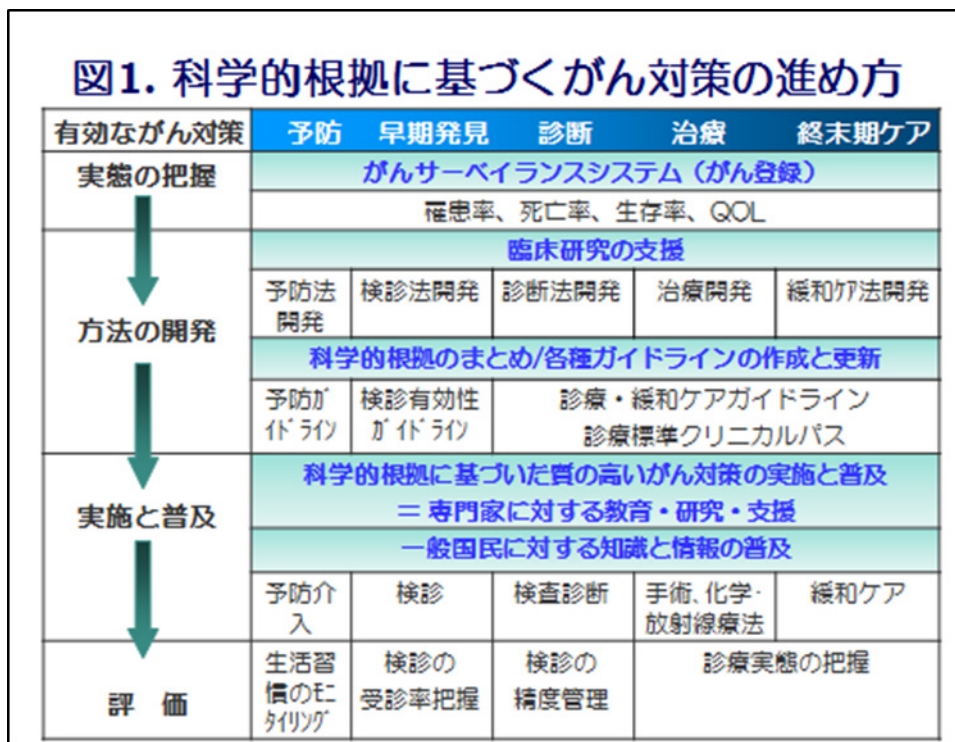 図1. 科学的根拠に基づくがん対策の進め方
有効ながん対策 予防 早期発見 診断 治療 終末期ケア
実態の把握
がんサーベイランスシステム（がん登録）
罹患率、死亡率、生存率、QOL
方法の開発
臨床研究の支援
予防法
開発
検診法開発
診断法開発
治療開発
緩和ｹｱ法開発
科学的根拠のまとめ/各種ガイドラインの作成と更新
予防ｶﾞ
ｲﾄﾞﾗｲﾝ
検診有効性
ｶﾞｲﾄﾞﾗｲﾝ
診療・緩和ケアガイドライン
診療標準クリニカルパス
実施と普及
科学的根拠に基づいた質の高いがん対策の実施と普及
＝専門家に対する教育・研究・支援
一般国民に対する知識と情報の普及
予防介
入
検診
検査診断
手術、化学・
放射線療法
緩和ケア
評　価
生活習
慣のﾓﾆ
ﾀｲﾘﾝｸﾞ
検診の
受診率把握
検診の
精度管理
診療実態の把握